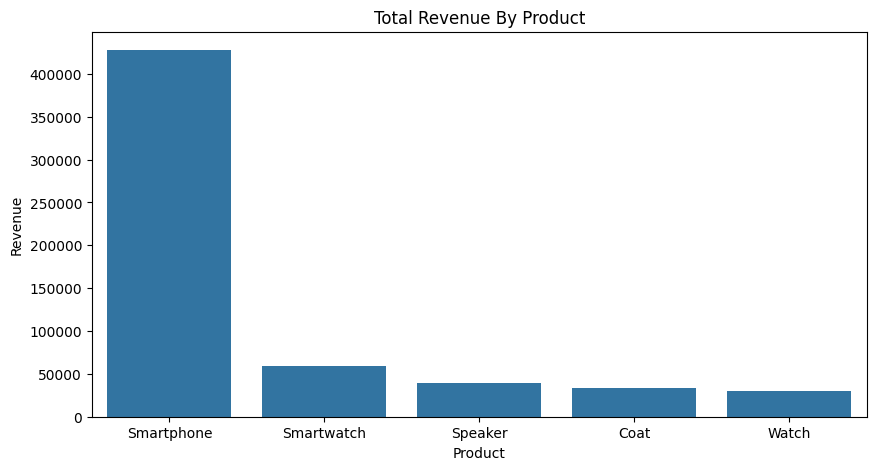 Total Revenue By Product
400000
350000
300000
250000
200000
150000
100000
50000
0
Revenue
Smartphone Smartwatch Speaker Coat Watch
Product